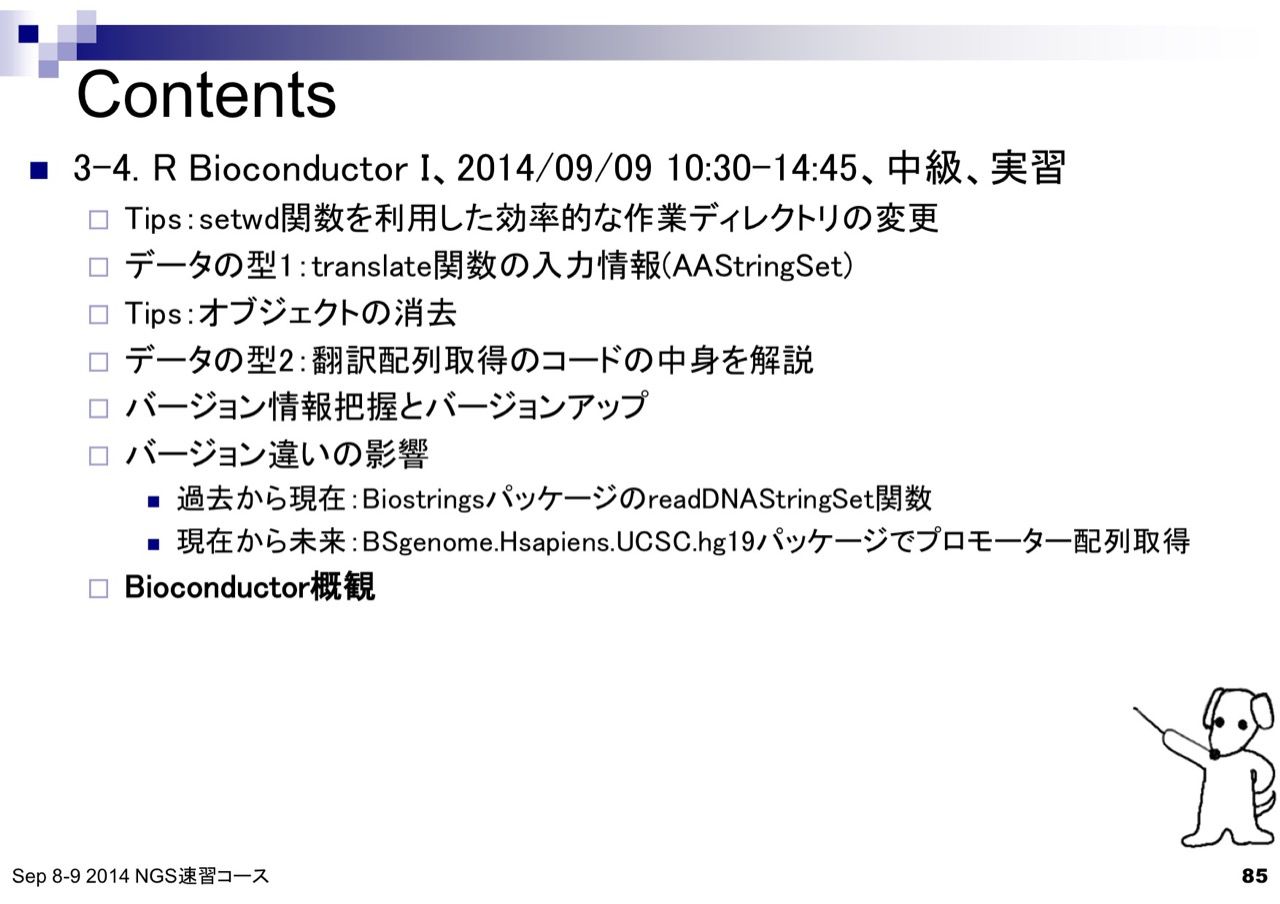 Contents
3-4. R Bioconductor I、2014/09/09 10:30-14:45、中級、実習
Tips:setwd関数を利用した効率的な作業ディレクトリの変更
データの型1:translate関数の入力情報(AAStringSet)
Tips:オブジェクトの消去
データの型2:翻訳配列取得のコードの中身を解説
バージョン情報把握とバージョンアップ
バージョン違いの影響
過去から現在:BiostringsパッケージのreadDNAStringSet関数
現在から未来:BSgenome.Hsapiens.UCSC.hg19パッケージでプロモーター配列取得
Bioconductor概観
Sep 8-9 2014 NGS速習コース
85